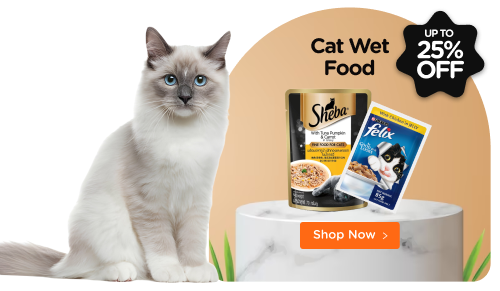 Cat Wet
Food
UP TO
25%
OFF
Sheba
With Tuna Pumpkin
& Carrot
felix
Shop Now >